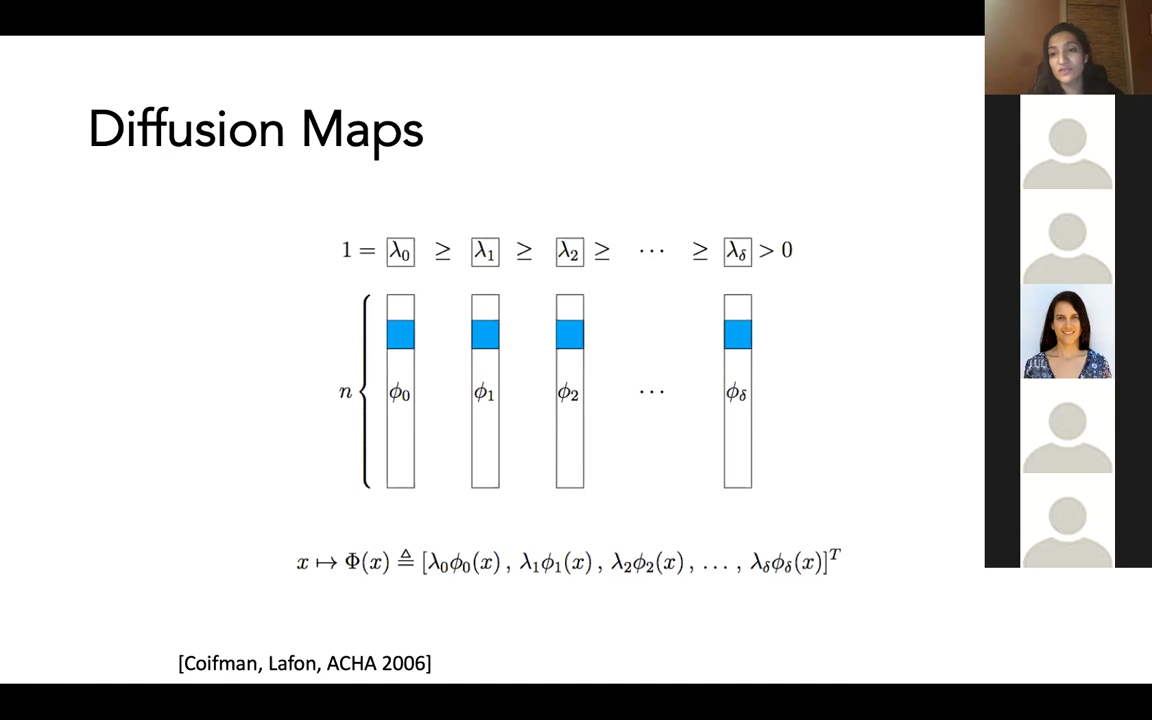 Diffusion Maps
1 = λ₀ ≥ λ₁ ≥ λ₂ ≥ ⋯ ≥ λ_δ > 0
n { ϕ₀ ϕ₁ ϕ₂ ⋯ ϕ_δ
x ↦ Φ(x) ≜ [λ₀ϕ₀(x), λ₁ϕ₁(x), λ₂ϕ₂(x), …, λ_δϕ_δ(x)]ᵀ
[Coifman, Lafon, ACHA 2006]